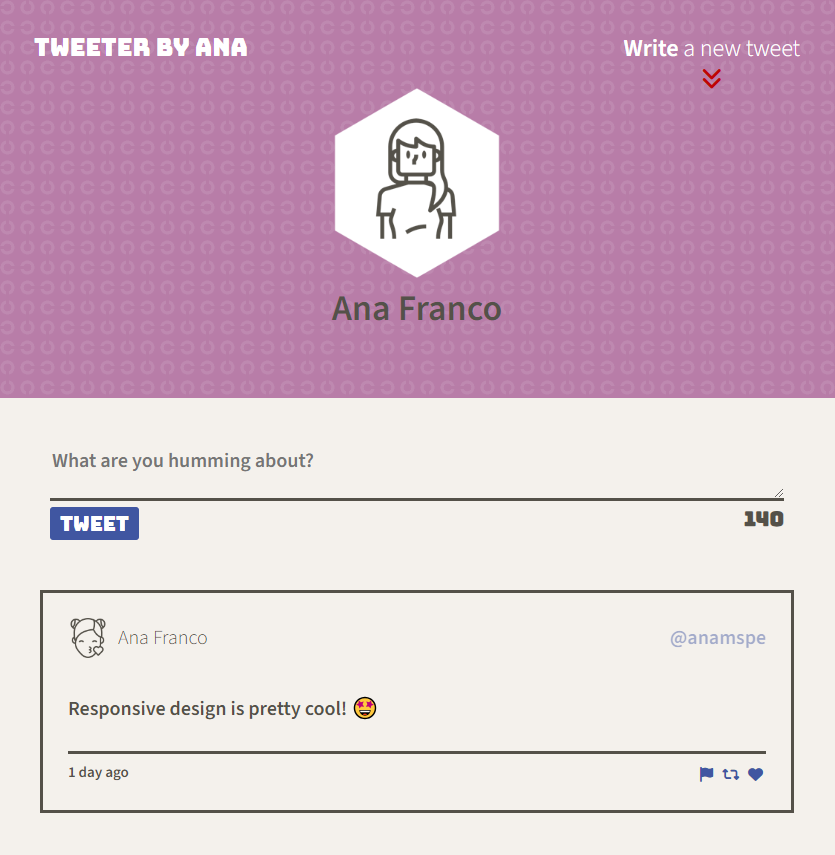 TWEETER BY ANA
Write a new tweet
Ana Franco
What are you humming about?
TWEET
140
Ana Franco
@anamspe
Responsive design is pretty cool! 🤩
1 day ago